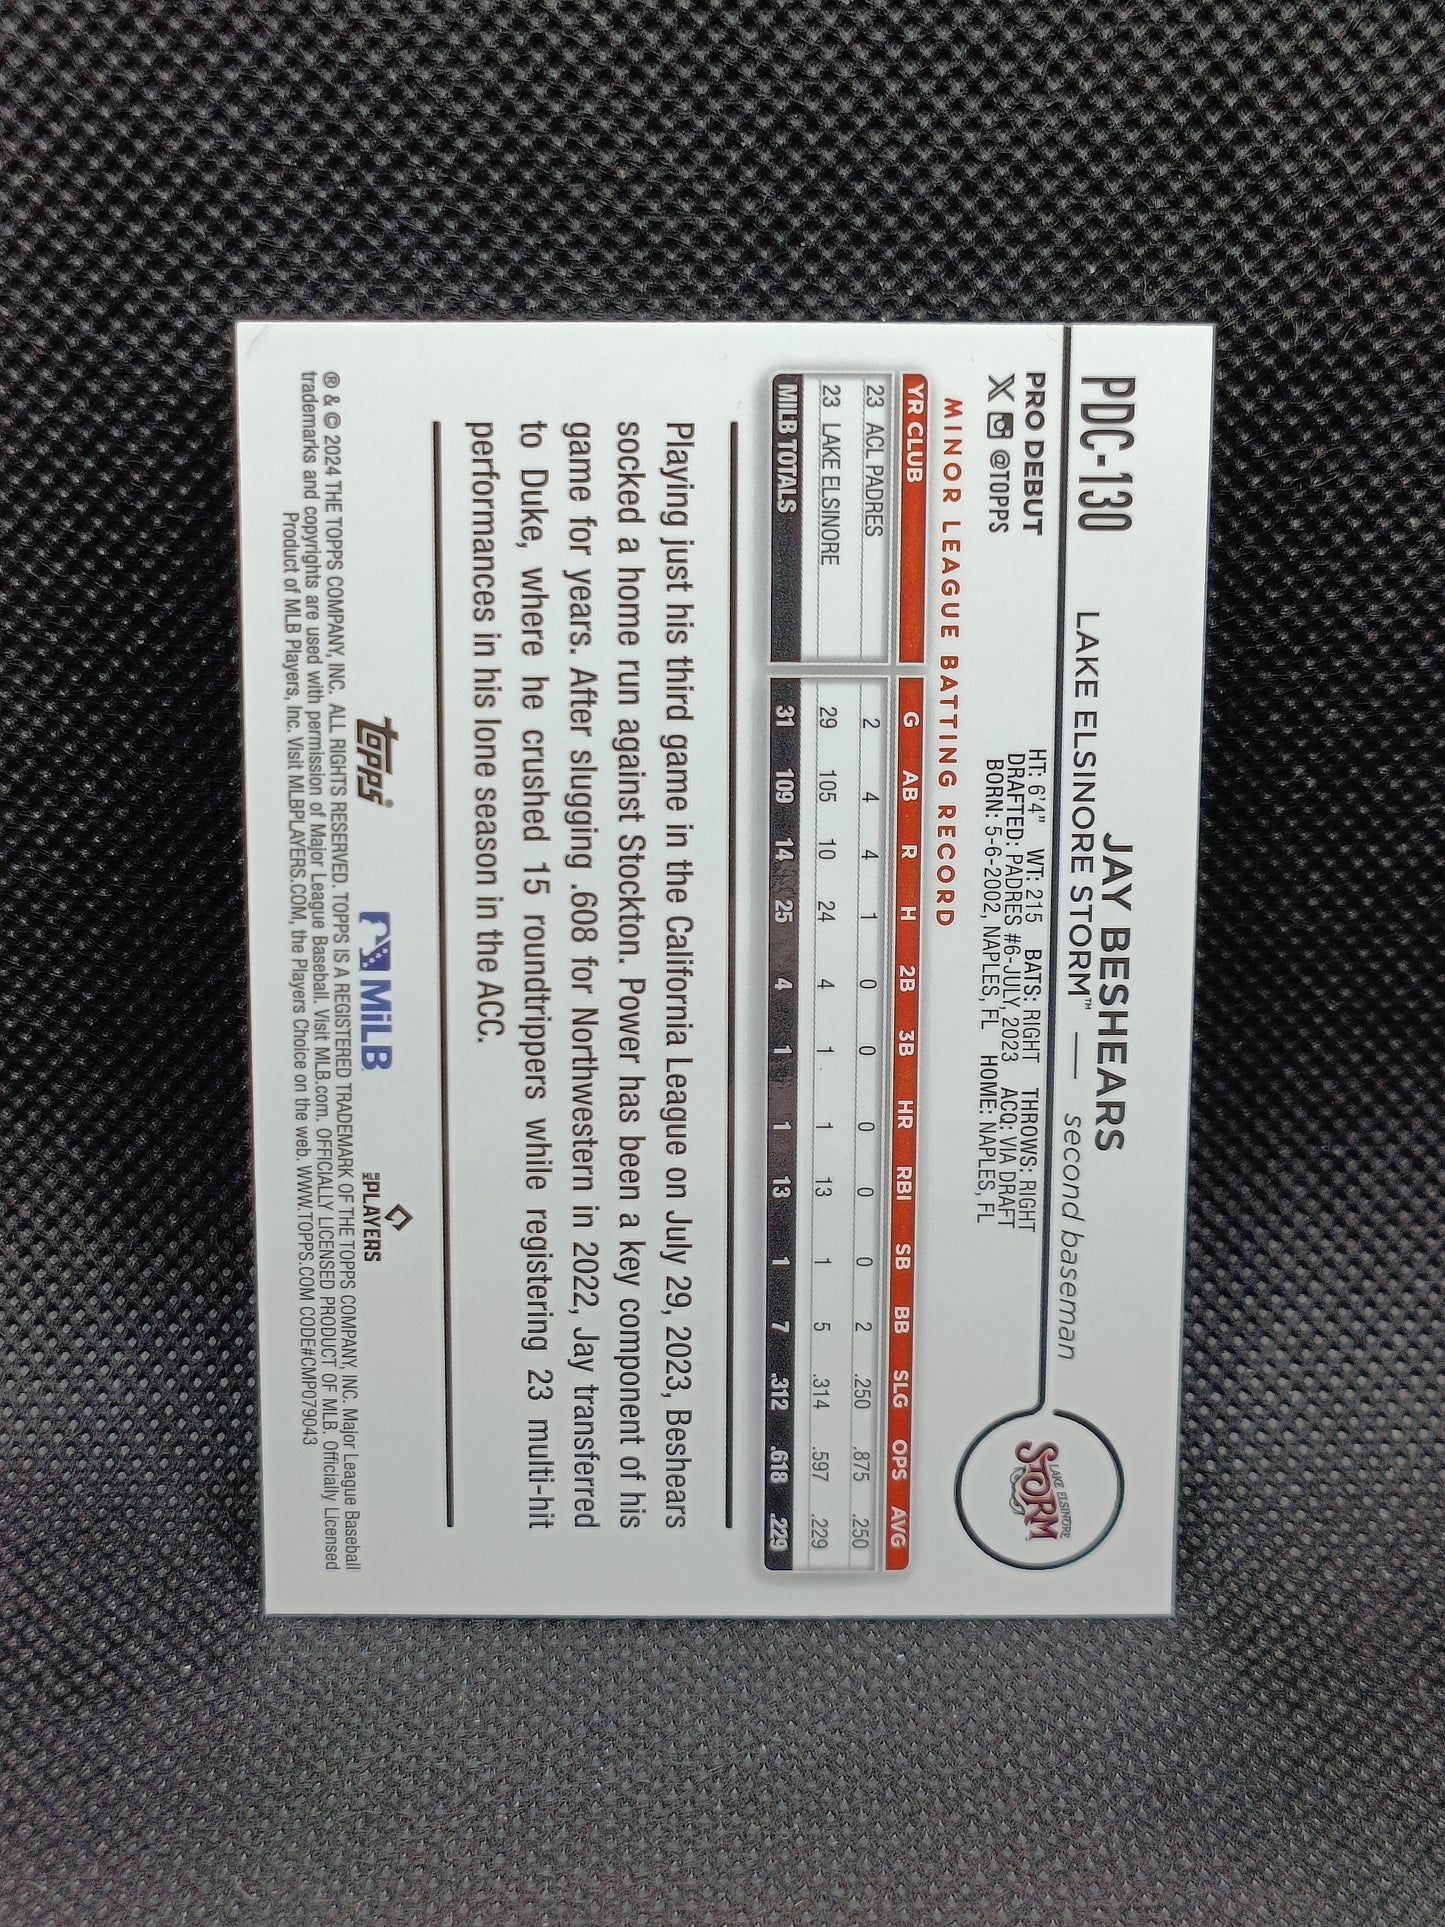 PDC-130
JAY BESHEARS
LAKE ELSINORE STORM™ — second baseman
LAKE ELSINORE
STORM
PRO DEBUT
@TOPPS
HT: 6'4" WT: 215 BATS: RIGHT THROWS: RIGHT
DRAFTED: PADRES #6-JULY, 2023 ACQ: VIA DRAFT
BORN: 5-6-2002, NAPLES, FL HOME: NAPLES, FL
MINOR LEAGUE BATTING RECORD
YR CLUB G AB R H 2B 3B HR RBI SB BB SLG OPS AVG
23 ACL PADRES 2 4 4 1 0 0 0 0 0 2 .250 .875 .250
23 LAKE ELSINORE 29 105 10 24 4 1 1 13 1 5 .314 .597 .229
MILB TOTALS 31 109 14 25 4 1 1 13 1 7 .312 .618 .229
Playing just his third game in the California League on July 29, 2023, Beshears
socked a home run against Stockton. Power has been a key component of his
game for years. After slugging .608 for Northwestern in 2022, Jay transferred
to Duke, where he crushed 15 roundtrippers while registering 23 multi-hit
performances in his lone season in the ACC.
topps® MiLB MLB PLAYERS
® & © 2024 THE TOPPS COMPANY, INC. ALL RIGHTS RESERVED. TOPPS IS A REGISTERED TRADEMARK OF THE TOPPS COMPANY, INC. Major League Baseball
trademarks and copyrights are used with permission of Major League Baseball. Visit MLB.com. OFFICIALLY LICENSED PRODUCT OF MLB. Officially Licensed
Product of MLB Players, Inc. Visit MLBPLAYERS.COM, the Players Choice on the web. WWW.TOPPS.COM CODE#CMP079043